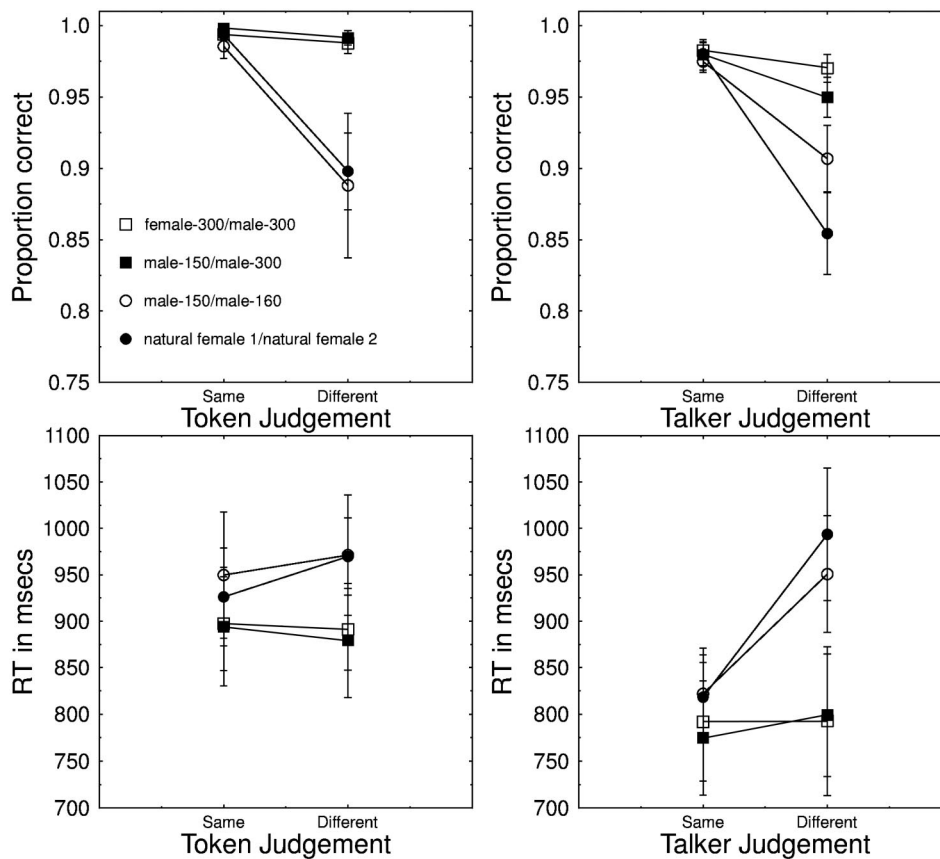 1.0
0.95
0.9
0.85
0.8
0.75
Proportion correct
female-300/male-300
male-150/male-300
male-150/male-160
natural female 1/natural female 2
Same
Different
Token Judgement
1.0
0.95
0.9
0.85
0.8
0.75
Proportion correct
Same
Different
Talker Judgement
1100
1050
1000
950
900
850
800
750
700
RT in msecs
Same
Different
Token Judgement
1100
1050
1000
950
900
850
800
750
700
RT in msecs
Same
Different
Talker Judgement